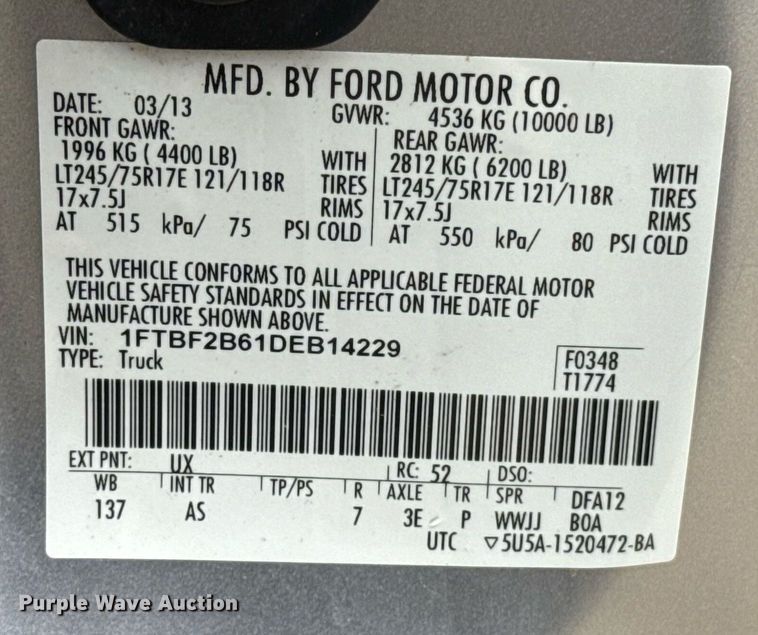 MFD. BY FORD MOTOR CO.
DATE: 03/13 GVWR: 4536 KG (10000 LB)
FRONT GAWR: REAR GAWR:
1996 KG ( 4400 LB) WITH 2812 KG ( 6200 LB) WITH
LT245/75R17E 121/118R TIRES LT245/75R17E 121/118R TIRES
17x7.5J RIMS 17x7.5J RIMS
AT 515 kPa/ 75 PSI COLD AT 550 kPa/ 80 PSI COLD
THIS VEHICLE CONFORMS TO ALL APPLICABLE FEDERAL MOTOR
VEHICLE SAFETY STANDARDS IN EFFECT ON THE DATE OF
MANUFACTURE SHOWN ABOVE.
VIN: 1FTBF2B61DEB14229
TYPE: Truck F0348
T1774
EXT PNT: UX RC: 52 DSO:
WB INT TR TP/PS R AXLE TR SPR DFA12
137 AS 7 3E P WWJJ BOA
UTC ▽5U5A-1520472-BA
Purple Wave Auction